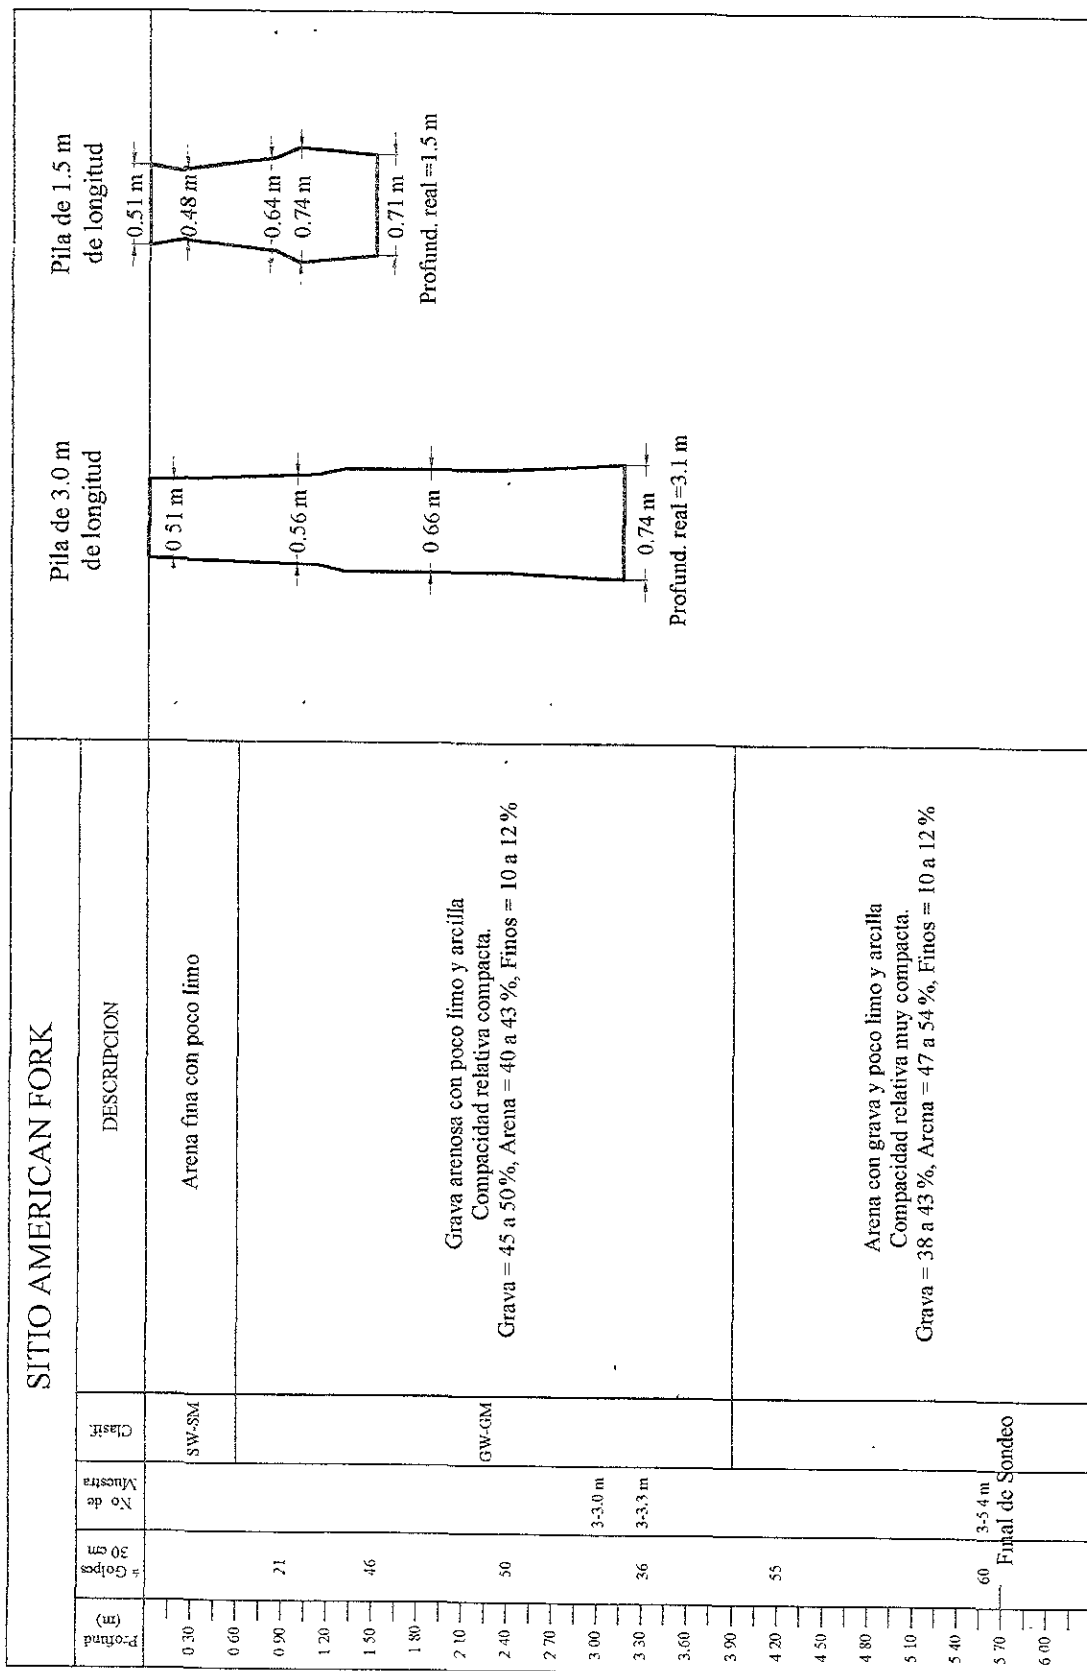 SITIO AMERICAN FORK
Profund
(m)
Golpes
30 cm
No de
Muestra
Clasif.
DESCRIPCION
Pila de 3.0 m
de longitud
Pila de 1.5 m
de longitud
0 30
0 60
0 90
1 20
1 50
1 80
2 10
2 40
2 70
3 00
3 30
3.60
3 90
4 20
4 50
4 80
5 10
5 40
5 70
6 00
21
46
50
36
55
60
3-3.0 m
3-3.3 m
3-5 4 m
Final de Sondeo
SW-SM
GW-GM
Arena fina con poco limo
Grava arenosa con poco limo y arcilla
Compacidad relativa compacta.
Grava = 45 a 50 %, Arena = 40 a 43 %, Finos = 10 a 12 %
Arena con grava y poco limo y arcilla
Compacidad relativa muy compacta.
Grava = 38 a 43 %, Arena = 47 a 54 %, Finos = 10 a 12 %
0 51 m
0.56 m
0 66 m
0.74 m
Profund. real =3.1 m
0.51 m
0.48 m
0.64 m
0.74 m
0.71 m
Profund. real =1.5 m